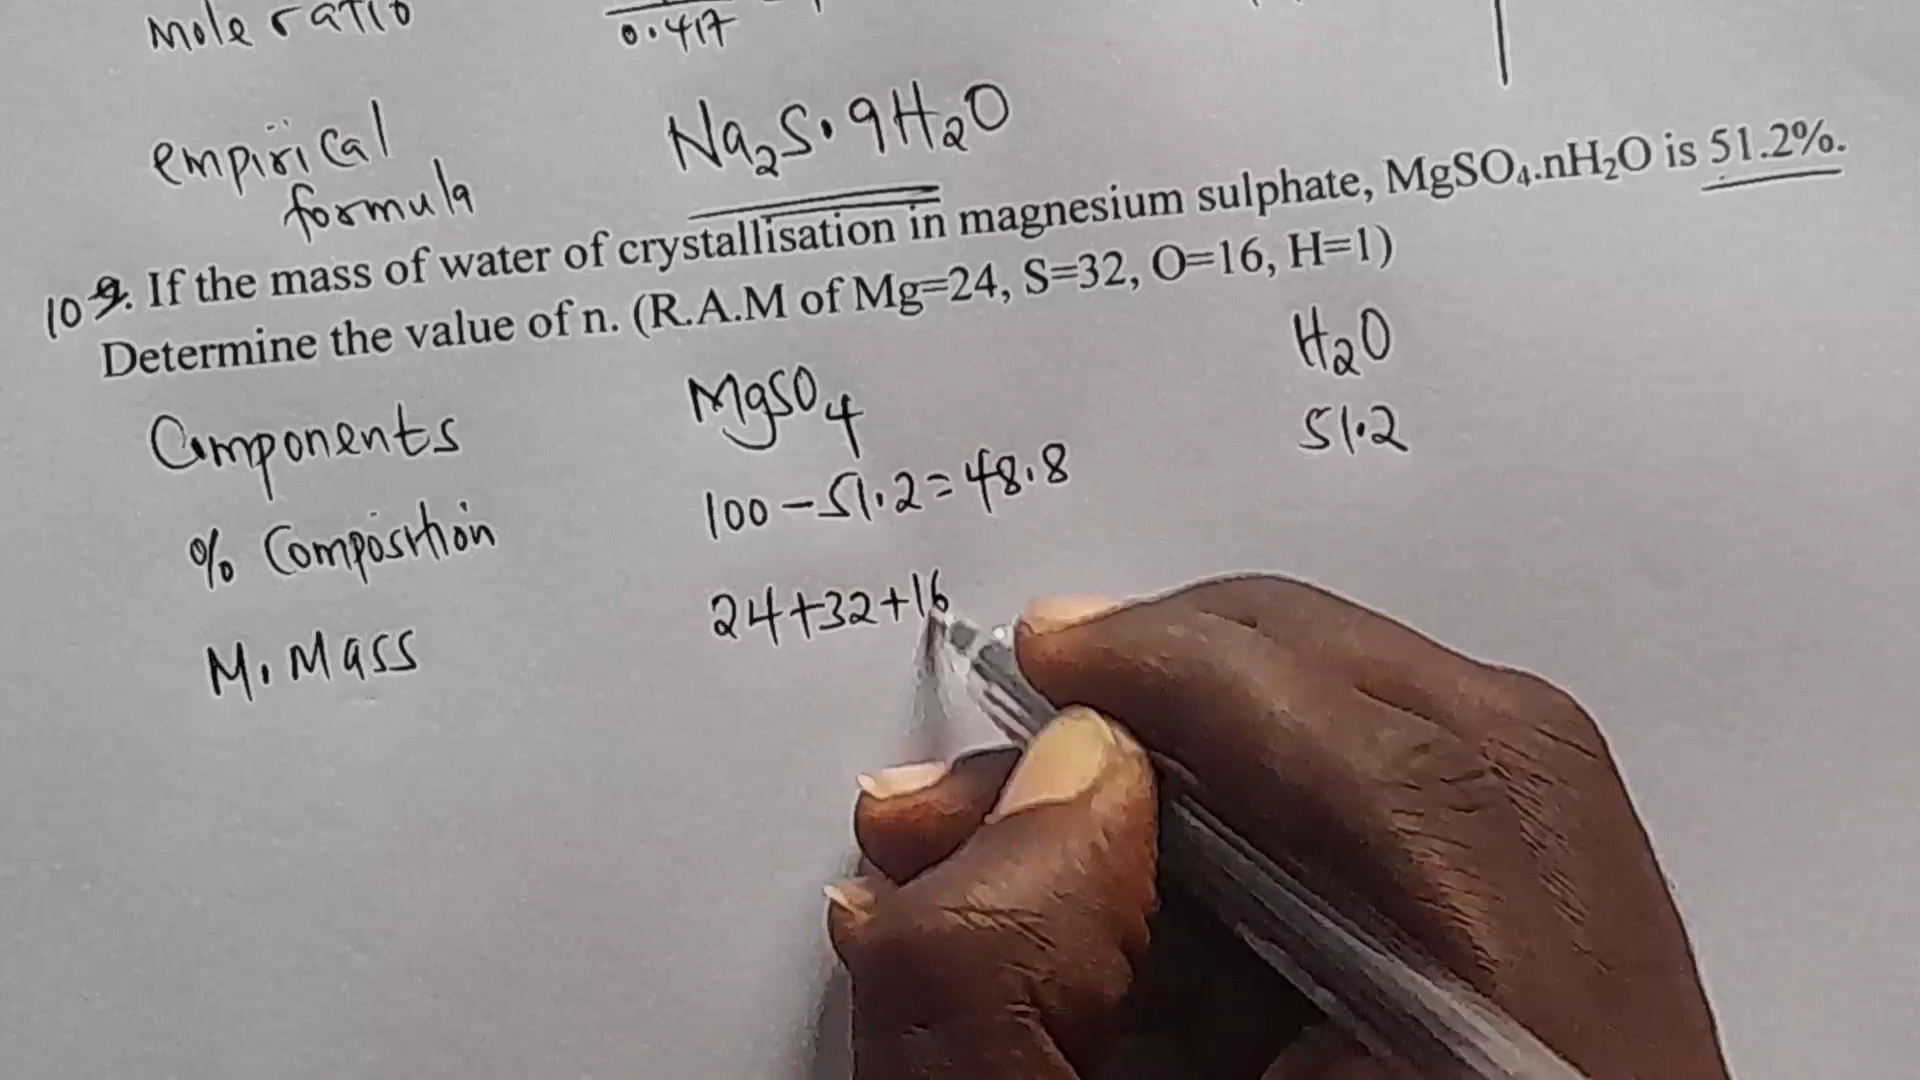 mole ratio 0.417
empirical formula Na₂S·9H₂O
10 9. If the mass of water of crystallisation in magnesium sulphate, MgSO₄.nH₂O is 51.2%.
Determine the value of n. (R.A.M of Mg=24, S=32, O=16, H=1)
Components MgSO₄ H₂O
% Composition 100-51.2=48.8 51.2
M. Mass 24+32+16